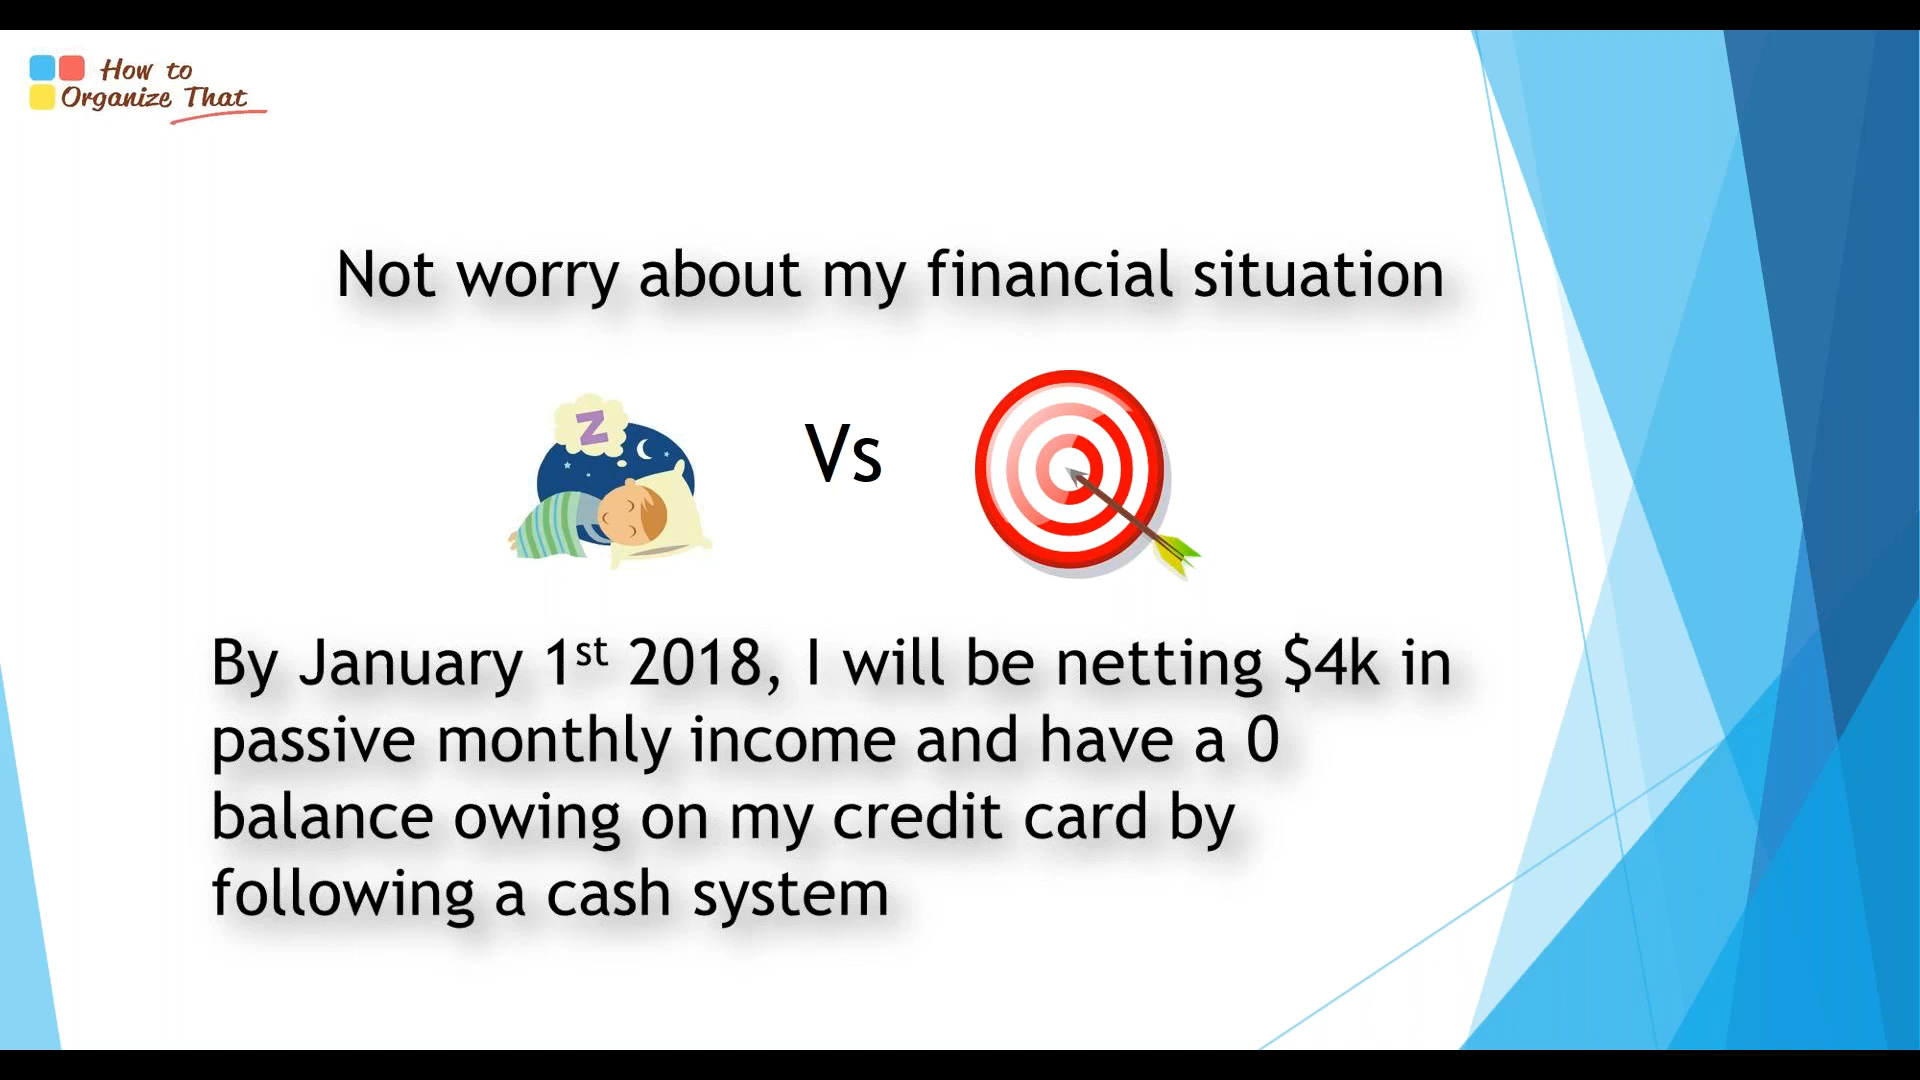 How to
Organize That
Not worry about my financial situation
Z
Vs
By January 1st 2018, I will be netting $4k in
passive monthly income and have a 0
balance owing on my credit card by
following a cash system